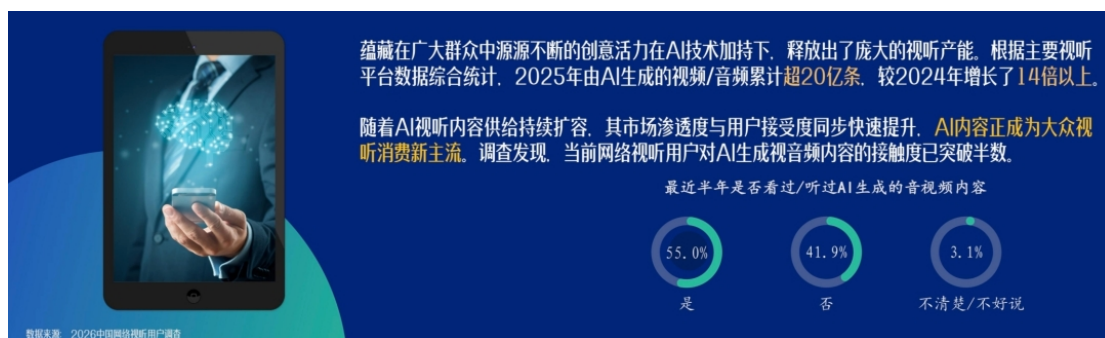 蕴藏在广大群众中源源不断的创意活力在AI技术加持下，释放出了庞大的视听产能。根据主要视听
平台数据综合统计，2025年由AI生成的视频/音频累计超20亿条，较2024年增长了14倍以上。
随着AI视听内容供给持续扩容，其市场渗透度与用户接受度同步快速提升，AI内容正成为大众视
听消费新主流。调查发现，当前网络视听用户对AI生成视音频内容的接触度已突破半数。
最近半年是否看过/听过AI生成的音视频内容
55.0% 41.9% 3.1%
是 否 不清楚/不好说
数据来源：2026中国网络视听用户调查